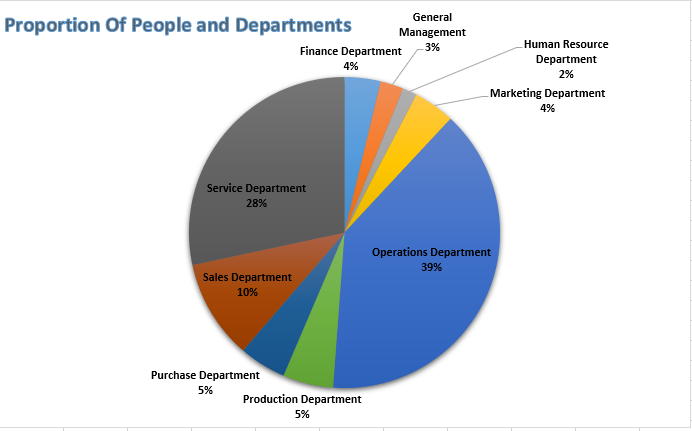 Proportion Of People and Departments
General
Management
3%
Finance Department
4%
Human Resource
Department
2%
Marketing Department
4%
Service Department
28%
Operations Department
39%
Sales Department
10%
Purchase Department
5%
Production Department
5%